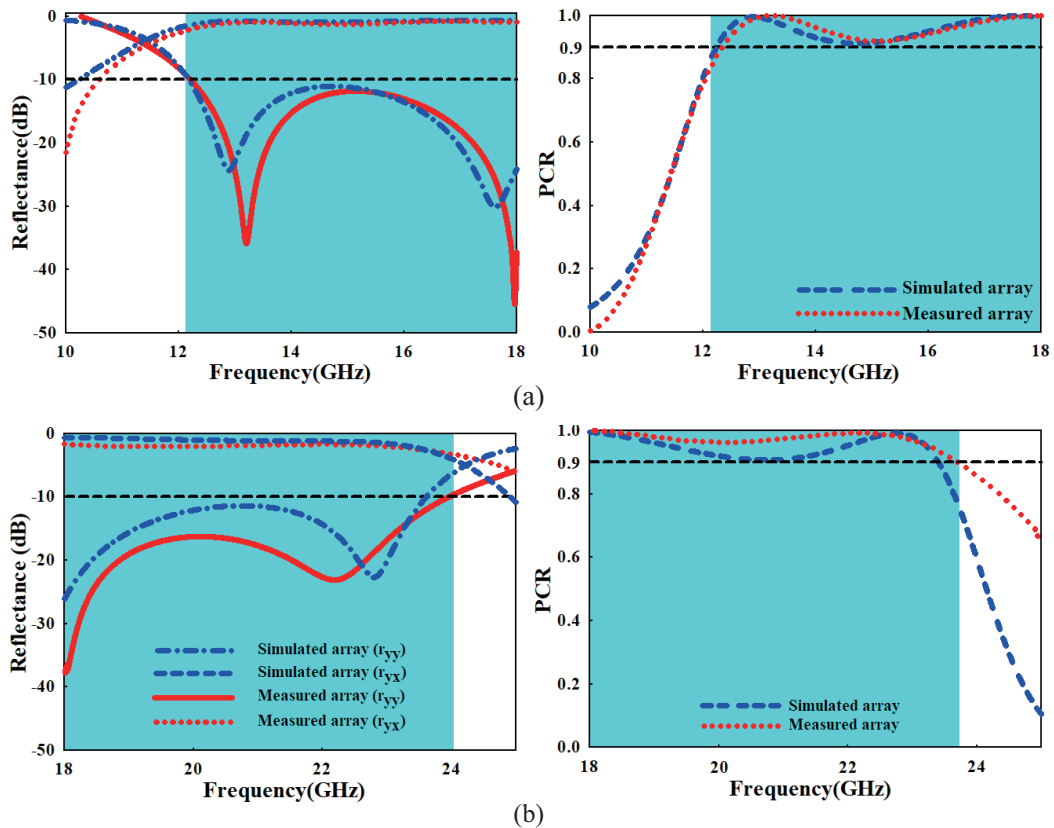 0
-10
-20
-30
-40
-50
Reflectance(dB)
10 12 14 16 18
Frequency(GHz)
1.0
0.9
0.8
0.6
0.4
0.2
0.0
PCR
Simulated array
Measured array
10 12 14 16 18
Frequency(GHz)
(a)
0
-10
-20
-30
-40
-50
Reflectance (dB)
Simulated array (ryy)
Simulated array (ryx)
Measured array (ryy)
Measured array (ryx)
18 20 22 24
Frequency(GHz)
1.0
0.9
0.8
0.6
0.4
0.2
0.0
PCR
Simulated array
Measured array
18 20 22 24
Frequency(GHz)
(b)